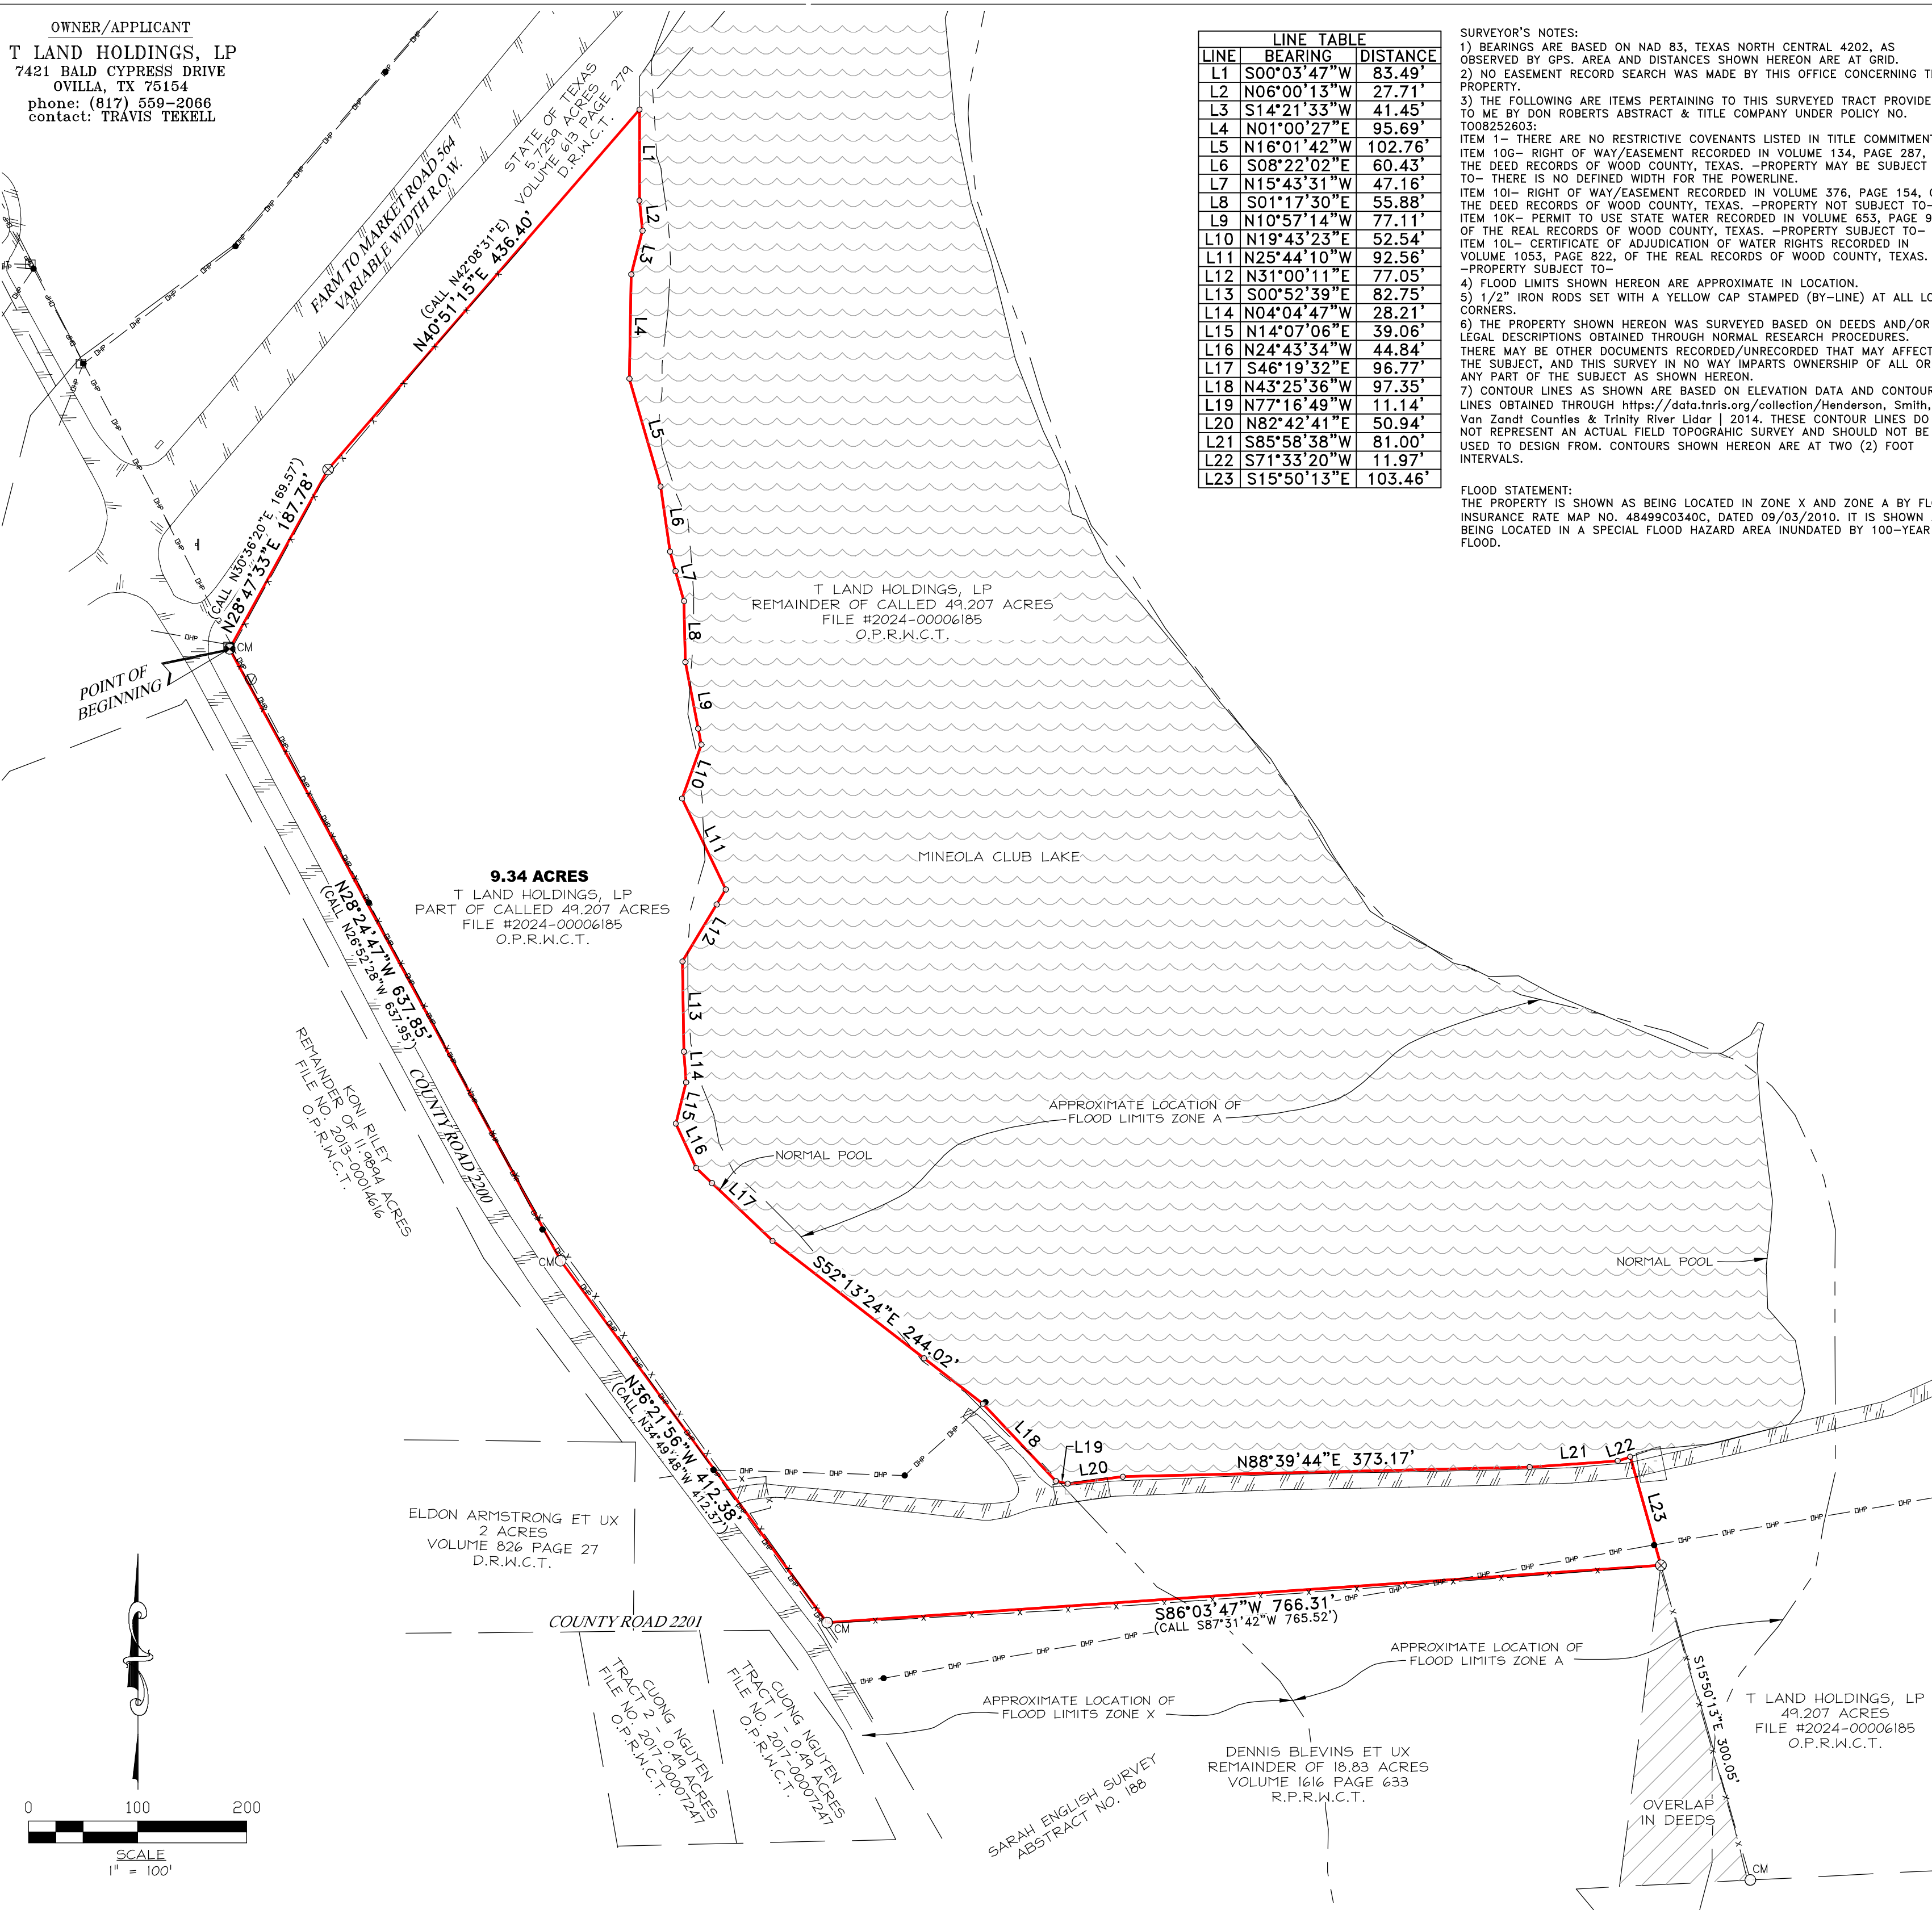 OWNER/APPLICANT
T LAND HOLDINGS, LP
7421 BALD CYPRESS DRIVE
OVILLA, TX 75154
phone: (817) 559-2066
contact: TRAVIS TEKELL
STATE OF TEXAS
5.7259 ACRES
VOLUME 6113 PAGE 279
D.R.W.C.T.
FARM TO MARKET ROAD 564
VARIABLE WIDTH R.O.W.
(CALL N42°08'31"E)
N40°51'15"E 436.40'
(CALL N30°36'20"E 169.57')
N28°47'33"E 187.78'
CM
POINT OF
BEGINNING
L1
L2
L3
L4
L5
L6
L7
L8
L9
L10
L11
L12
L13
L14
L15
L16
L17
LINE TABLE
LINE BEARING DISTANCE
L1 S00°03'47"W 83.49'
L2 N06°00'13"W 27.71'
L3 S14°21'33"W 41.45'
L4 N01°00'27"E 95.69'
L5 N16°01'42"W 102.76'
L6 S08°22'02"E 60.43'
L7 N15°43'31"W 47.16'
L8 S01°17'30"E 55.88'
L9 N10°57'14"W 77.11'
L10 N19°43'23"E 52.54'
L11 N25°44'10"W 92.56'
L12 N31°00'11"E 77.05'
L13 S00°52'39"E 82.75'
L14 N04°04'47"W 28.21'
L15 N14°07'06"E 39.06'
L16 N24°43'34"W 44.84'
L17 S46°19'32"E 96.77'
L18 N43°25'36"W 97.35'
L19 N77°16'49"W 11.14'
L20 N82°42'41"E 50.94'
L21 S85°58'38"W 81.00'
L22 S71°33'20"W 11.97'
L23 S15°50'13"E 103.46'
SURVEYOR'S NOTES:
1) BEARINGS ARE BASED ON NAD 83, TEXAS NORTH CENTRAL 4202, AS
OBSERVED BY GPS. AREA AND DISTANCES SHOWN HEREON ARE AT GRID.
2) NO EASEMENT RECORD SEARCH WAS MADE BY THIS OFFICE CONCERNING
PROPERTY.
3) THE FOLLOWING ARE ITEMS PERTAINING TO THIS SURVEYED TRACT PROVIDE
TO ME BY DON ROBERTS ABSTRACT & TITLE COMPANY UNDER POLICY NO.
TO08252603:
ITEM 1- THERE ARE NO RESTRICTIVE COVENANTS LISTED IN TITLE COMMITMENT
ITEM 10G- RIGHT OF WAY/EASEMENT RECORDED IN VOLUME 134, PAGE 287,
THE DEED RECORDS OF WOOD COUNTY, TEXAS. -PROPERTY MAY BE SUBJECT
TO- THERE IS NO DEFINED WIDTH FOR THE POWERLINE.
ITEM 10I- RIGHT OF WAY/EASEMENT RECORDED IN VOLUME 376, PAGE 154,
THE DEED RECORDS OF WOOD COUNTY, TEXAS. -PROPERTY NOT SUBJECT TO-
ITEM 10K- PERMIT TO USE STATE WATER RECORDED IN VOLUME 653, PAGE 9
OF THE REAL RECORDS OF WOOD COUNTY, TEXAS. -PROPERTY SUBJECT TO-
ITEM 10L- CERTIFICATE OF ADJUDICATION OF WATER RIGHTS RECORDED IN
VOLUME 1053, PAGE 822, OF THE REAL RECORDS OF WOOD COUNTY, TEXAS.
-PROPERTY SUBJECT TO-
4) FLOOD LIMITS SHOWN HEREON ARE APPROXIMATE IN LOCATION.
5) 1/2" IRON RODS SET WITH A YELLOW CAP STAMPED (BY-LINE) AT ALL LO
CORNERS.
6) THE PROPERTY SHOWN HEREON WAS SURVEYED BASED ON DEEDS AND/OR
LEGAL DESCRIPTIONS OBTAINED THROUGH NORMAL RESEARCH PROCEDURES.
THERE MAY BE OTHER DOCUMENTS RECORDED/UNRECORDED THAT MAY AFFECT
THE SUBJECT, AND THIS SURVEY IN NO WAY IMPARTS OWNERSHIP OF ALL OR
ANY PART OF THE SUBJECT AS SHOWN HEREON.
7) CONTOUR LINES AS SHOWN ARE BASED ON ELEVATION DATA AND CONTOUR
LINES OBTAINED THROUGH https://data.tnris.org/collection/Henderson, Smith,
Van Zandt Counties & Trinity River Lidar | 2014. THESE CONTOUR LINES DO
NOT REPRESENT AN ACTUAL FIELD TOPOGRAHIC SURVEY AND SHOULD NOT BE
USED TO DESIGN FROM. CONTOURS SHOWN HEREON ARE AT TWO (2) FOOT
INTERVALS.
FLOOD STATEMENT:
THE PROPERTY IS SHOWN AS BEING LOCATED IN ZONE X AND ZONE A BY FL
INSURANCE RATE MAP NO. 48499C0340C, DATED 09/03/2010. IT IS SHOWN
BEING LOCATED IN A SPECIAL FLOOD HAZARD AREA INUNDATED BY 100-YEAR
FLOOD.
T LAND HOLDINGS, LP
REMAINDER OF CALLED 49.207 ACRES
FILE #2024-00006185
O.P.R.W.C.T.
MINEOLA CLUB LAKE
9.34 ACRES
T LAND HOLDINGS, LP
PART OF CALLED 49.207 ACRES
FILE #2024-00006185
O.P.R.W.C.T.
N28°24'47"W 637.85'
(CALL N26°52'28"W 637.95')
COUNTY ROAD 2200
KONI RILEY
REMAINDER OF 11.9894 ACRES
FILE NO. 2013-00014616
O.P.R.W.C.T.
APPROXIMATE LOCATION OF
FLOOD LIMITS ZONE A
NORMAL POOL
NORMAL POOL
CM
S52°13'24"E 244.02'
N36°21'56"W 412.38'
(CALL N34°49'48"W 412.37')
L18
L19
L20
N88°39'44"E 373.17'
L21
L22
L23
ELDON ARMSTRONG ET UX
2 ACRES
VOLUME 826 PAGE 27
D.R.W.C.T.
COUNTY ROAD 2201
CM
S86°03'47"W 766.31'
(CALL S87°31'42"W 765.52')
APPROXIMATE LOCATION OF
FLOOD LIMITS ZONE A
APPROXIMATE LOCATION OF
FLOOD LIMITS ZONE X
CUONG NGUYEN
TRACT 2 - 0.49 ACRES
FILE NO. 2017-00007247
O.P.R.W.C.T.
CUONG NGUYEN
TRACT 1 - 0.49 ACRES
FILE NO. 2017-00007247
O.P.R.W.C.T.
SARAH ENGLISH SURVEY
ABSTRACT NO. 188
DENNIS BLEVINS ET UX
REMAINDER OF 18.83 ACRES
VOLUME 1616 PAGE 633
R.P.R.W.C.T.
S15°50'13"E 300.05'
T LAND HOLDINGS, LP
49.207 ACRES
FILE #2024-00006185
O.P.R.W.C.T.
OVERLAP
IN DEEDS
CM
0 100 200
SCALE
1" = 100'